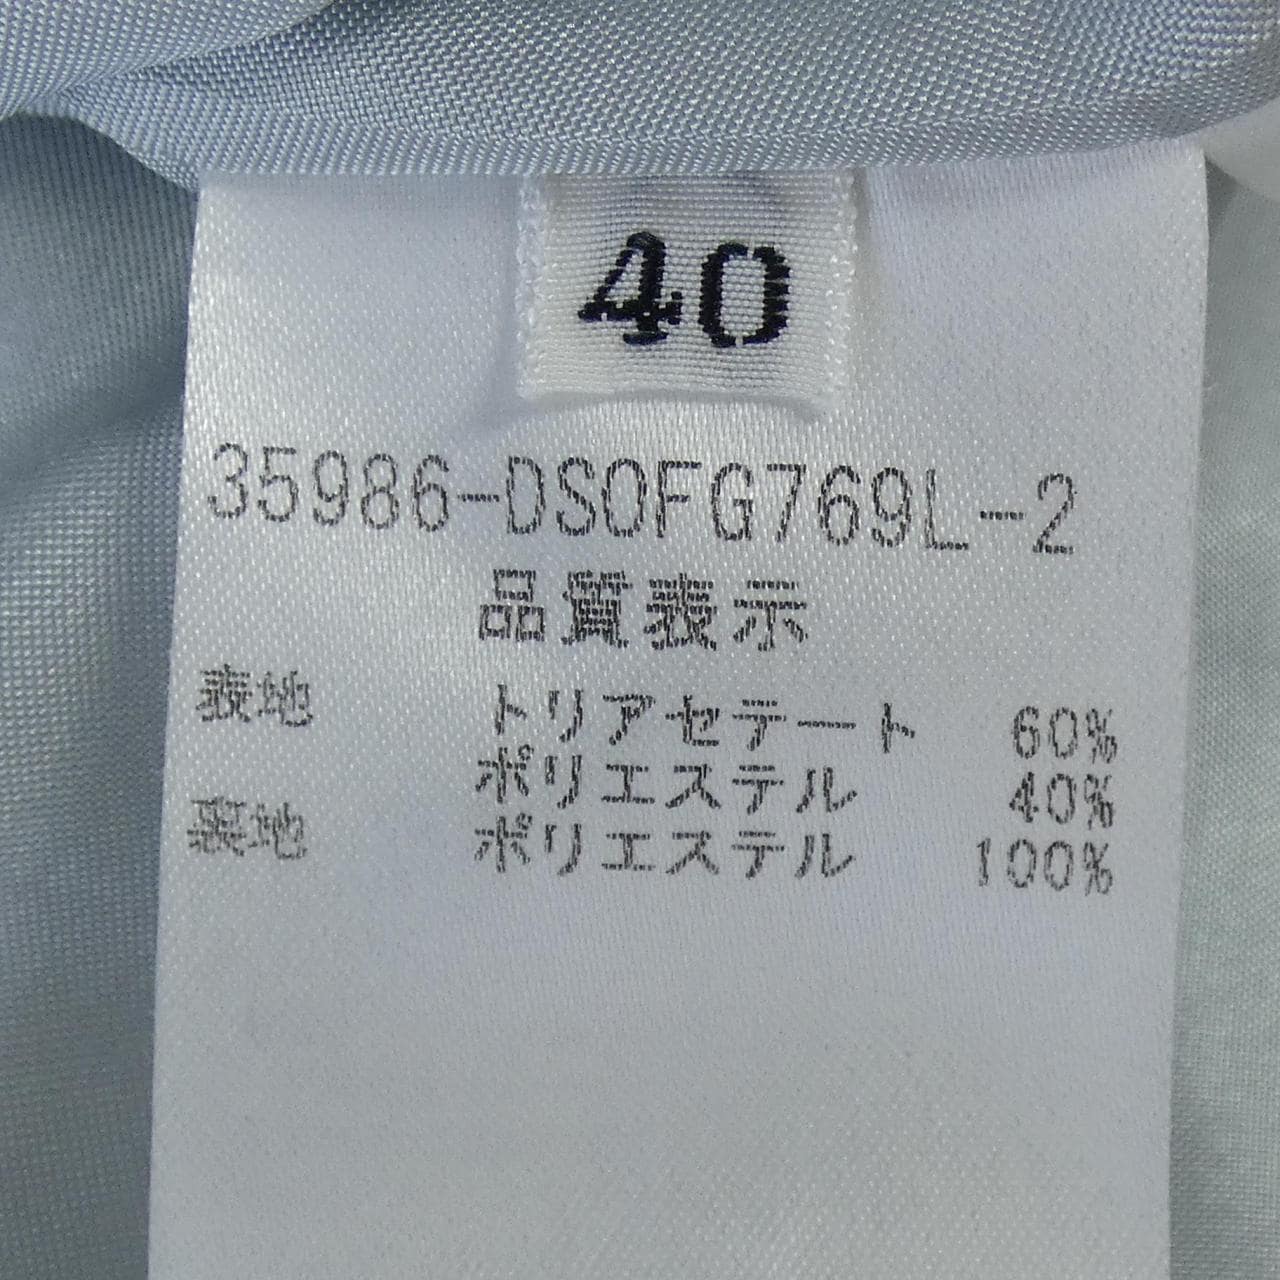 40
35986-DSOFG769L-2
品質表示
表地 トリアセテート 60%
ポリエステル 40%
裏地 ポリエステル 100%